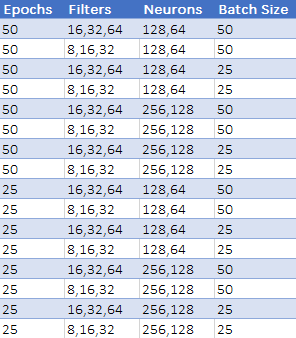 Epochs Filters Neurons Batch Size
50 16,32,64 128,64 50
50 8,16,32 128,64 50
50 16,32,64 128,64 25
50 8,16,32 128,64 25
50 16,32,64 256,128 50
50 8,16,32 256,128 50
50 16,32,64 256,128 25
50 8,16,32 256,128 25
25 16,32,64 128,64 50
25 8,16,32 128,64 50
25 16,32,64 128,64 25
25 8,16,32 128,64 25
25 16,32,64 256,128 50
25 8,16,32 256,128 50
25 16,32,64 256,128 25
25 8,16,32 256,128 25